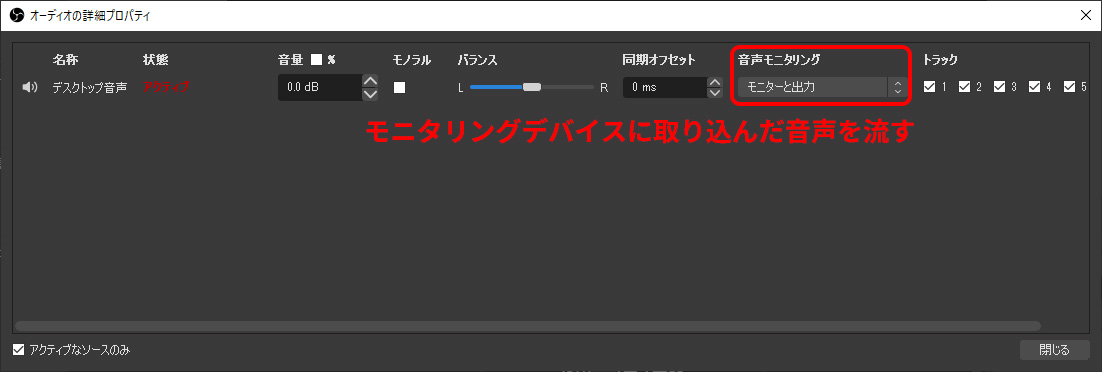 オーディオの詳細プロパティ
名称 状態 音量 % モノラル バランス 同期オフセット 音声モニタリング トラック
デスクトップ音声 アクティブ 0.0 dB L R 0 ms モニターと出力 1 2 3 4 5
モニタリングデバイスに取り込んだ音声を流す
アクティブなソースのみ 閉じる